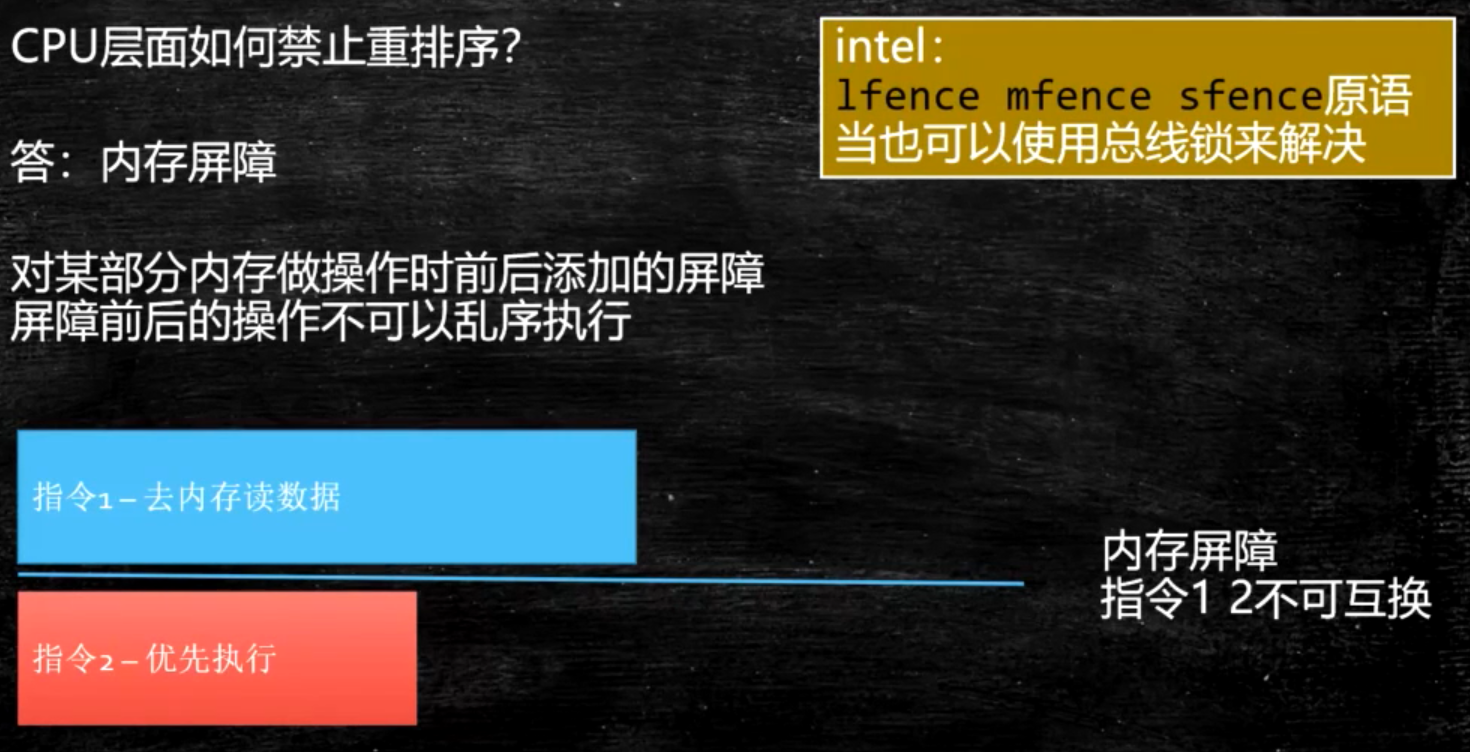 CPU层面如何禁止重排序?
intel:
lfence mfence sfence原语
当也可以使用总线锁来解决
答：内存屏障
对某部分内存做操作时前后添加的屏障
屏障前后的操作不可以乱序执行
指令1 – 去内存读数据
内存屏障
指令1 2不可互换
指令2 – 优先执行